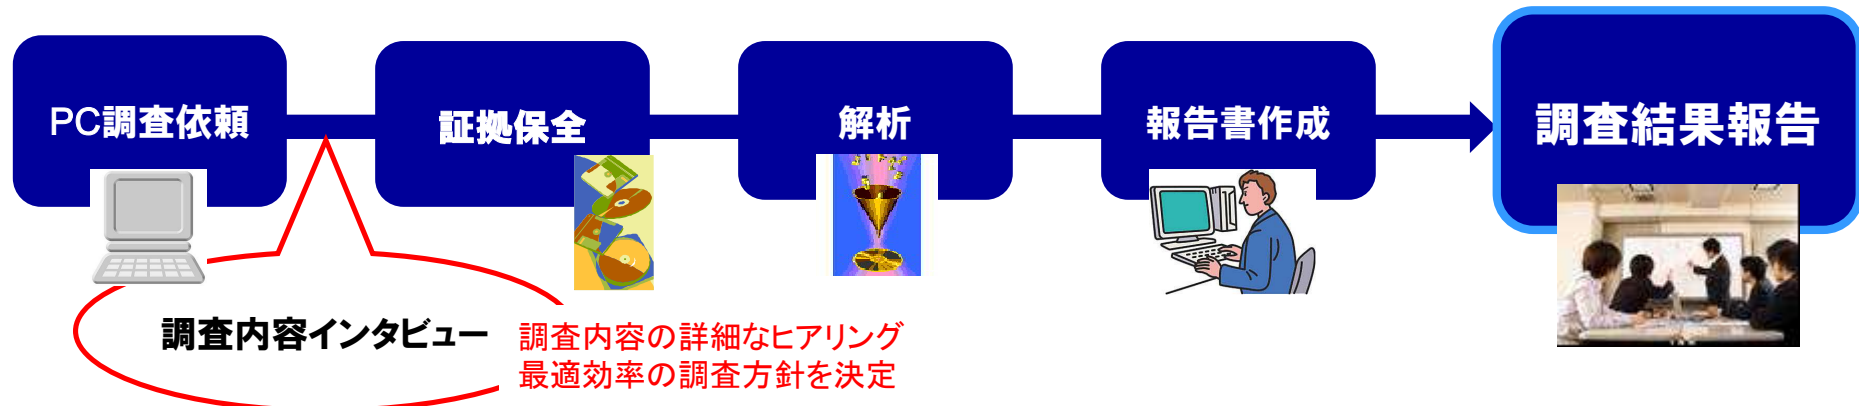 PC調査依頼
証拠保全
解析
報告書作成
調査結果報告
調査内容インタビュー
調査内容の詳細なヒアリング
最適効率の調査方針を決定